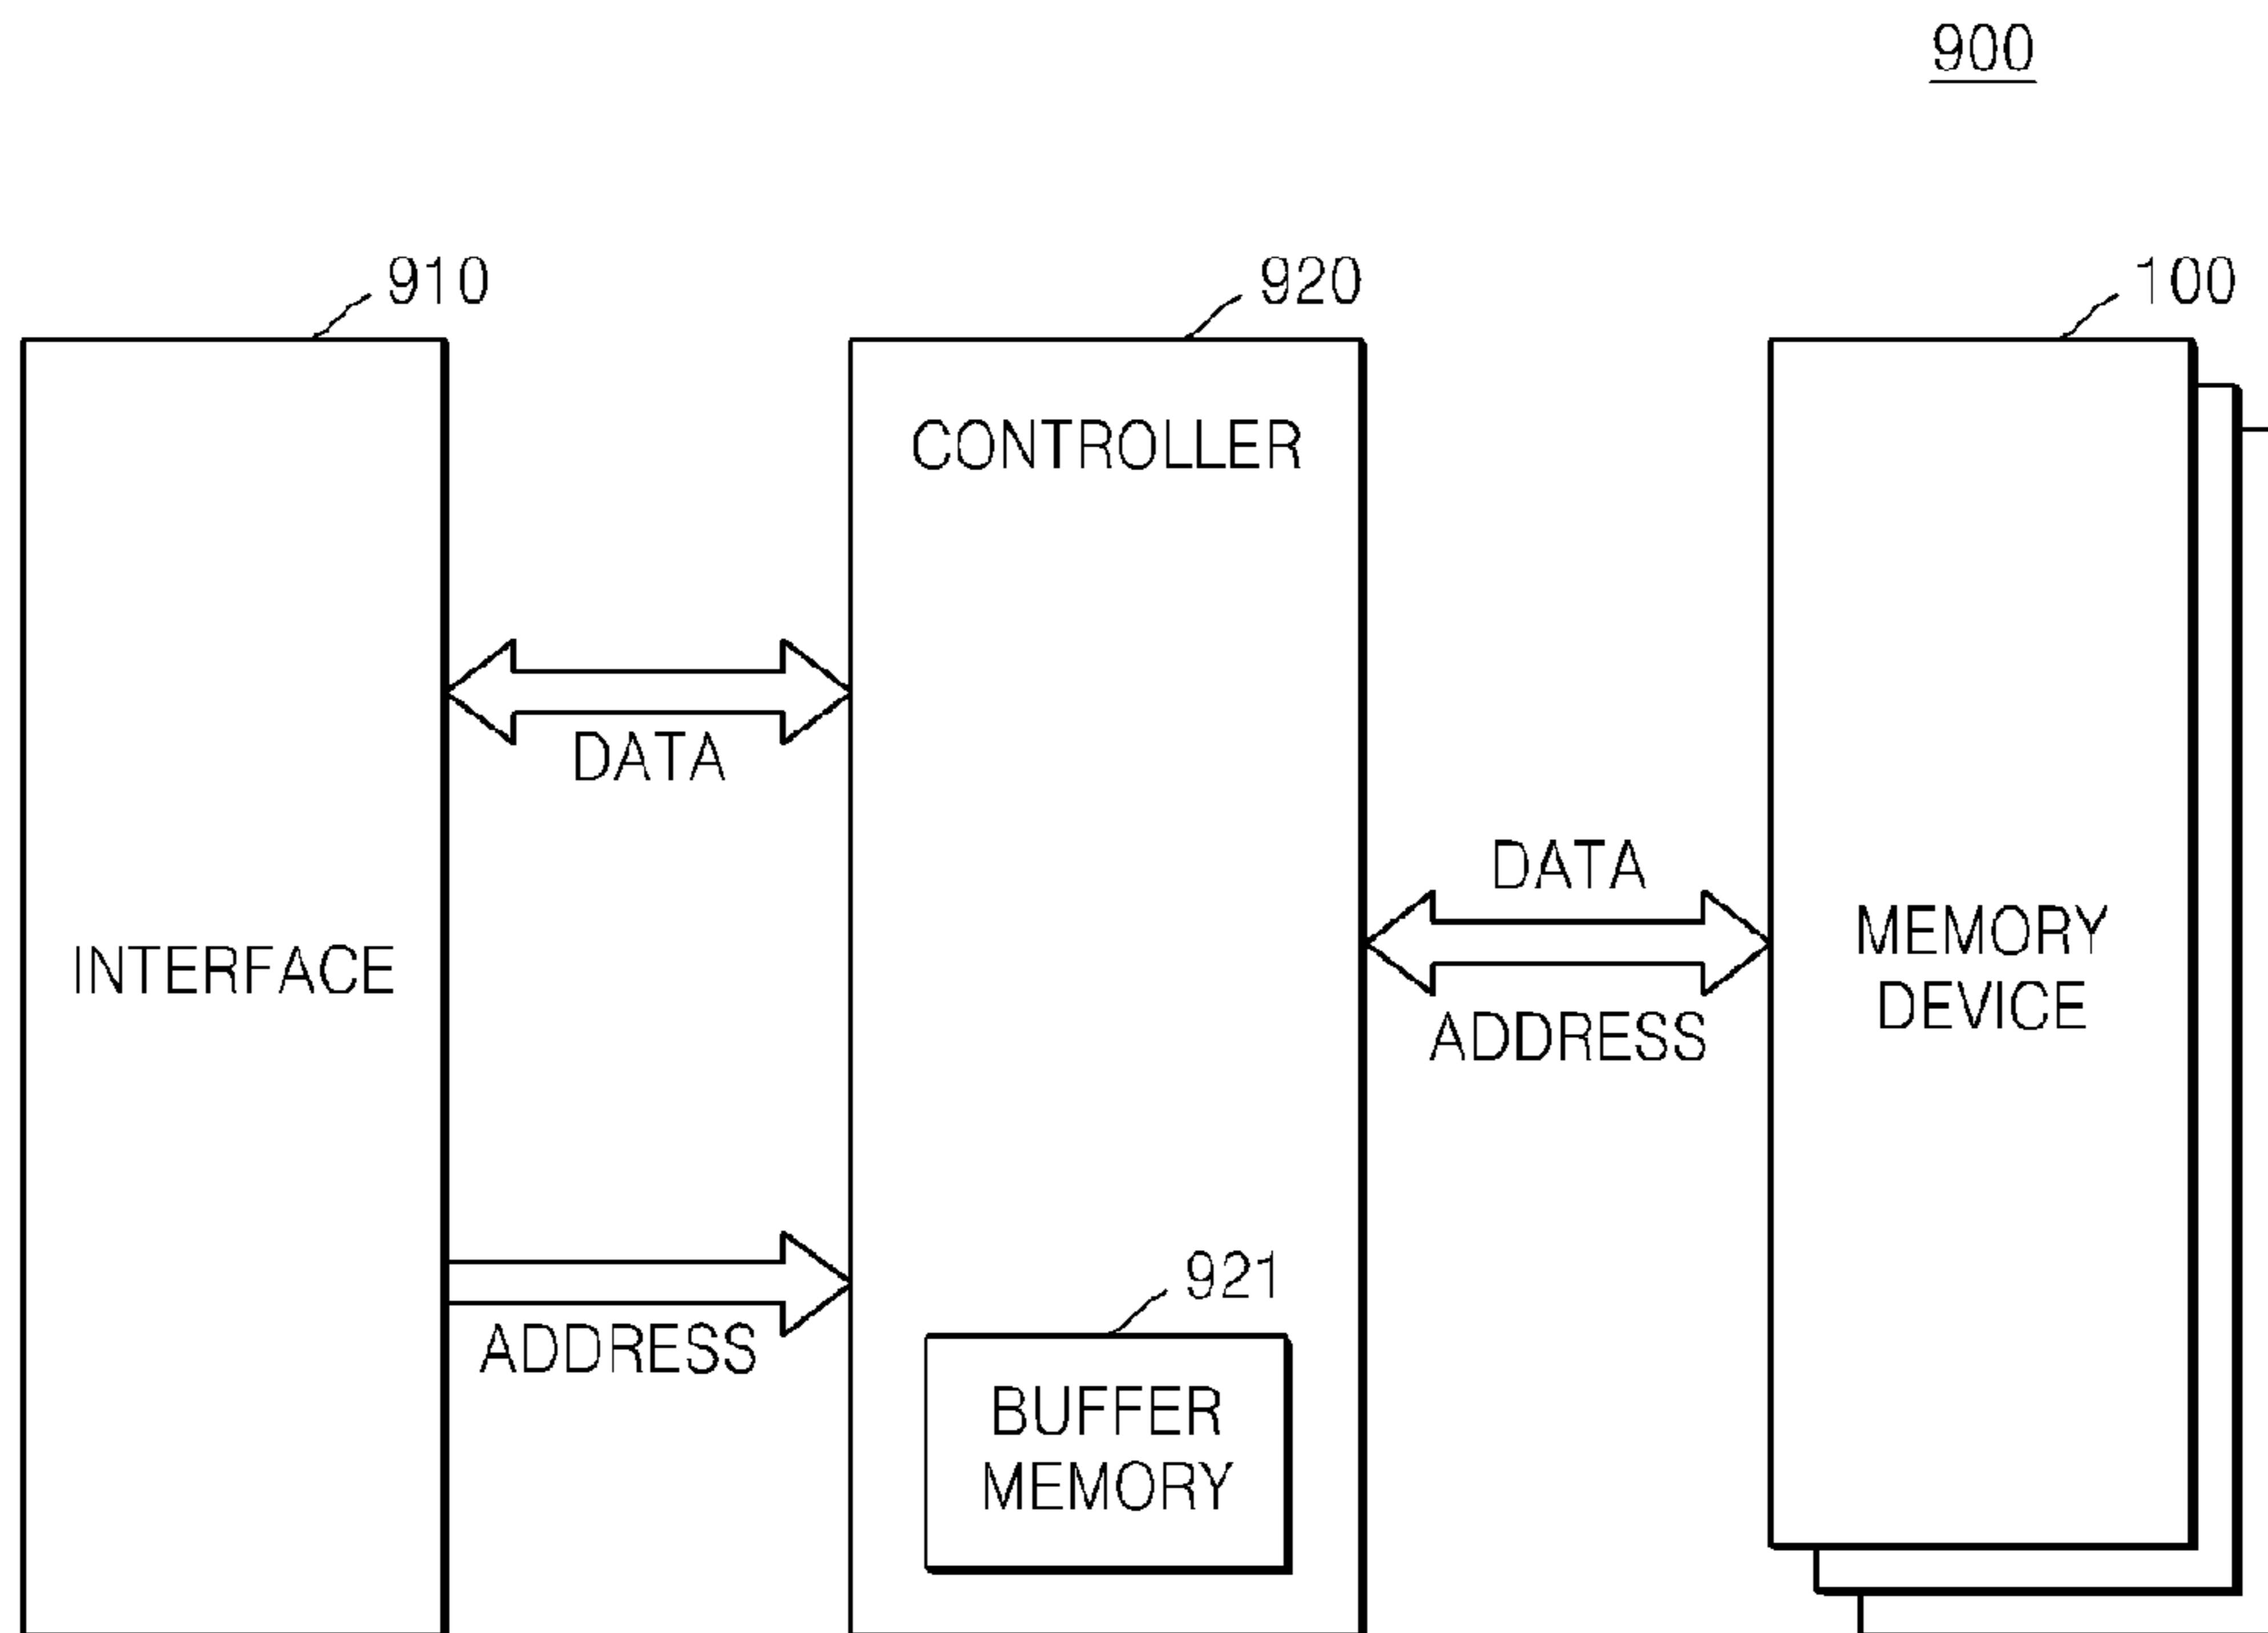 900
910
920
100
CONTROLLER
DATA
DATA
MEMORY
DEVICE
INTERFACE
ADDRESS
921
ADDRESS
BUFFER
MEMORY